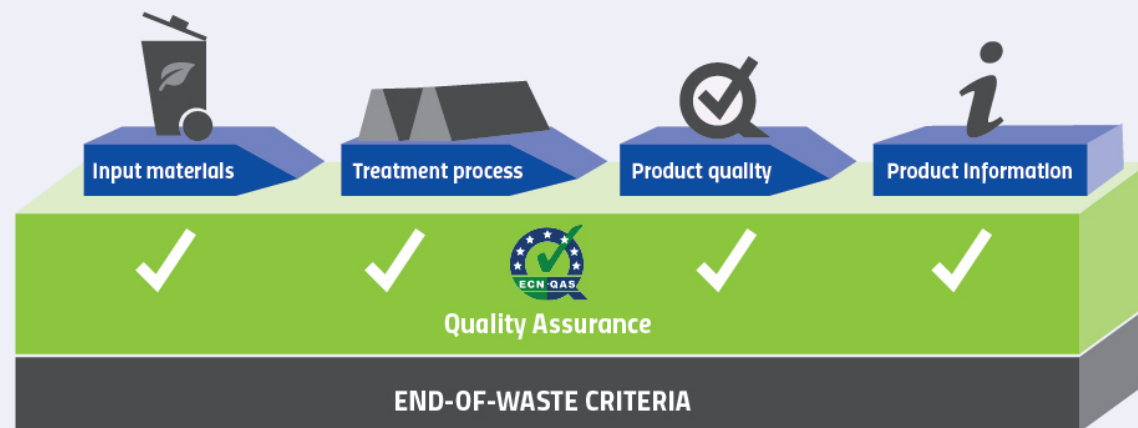 Input materials
Treatment process
Product quality
Product Information
ECN-QAS
Quality Assurance
END-OF-WASTE CRITERIA